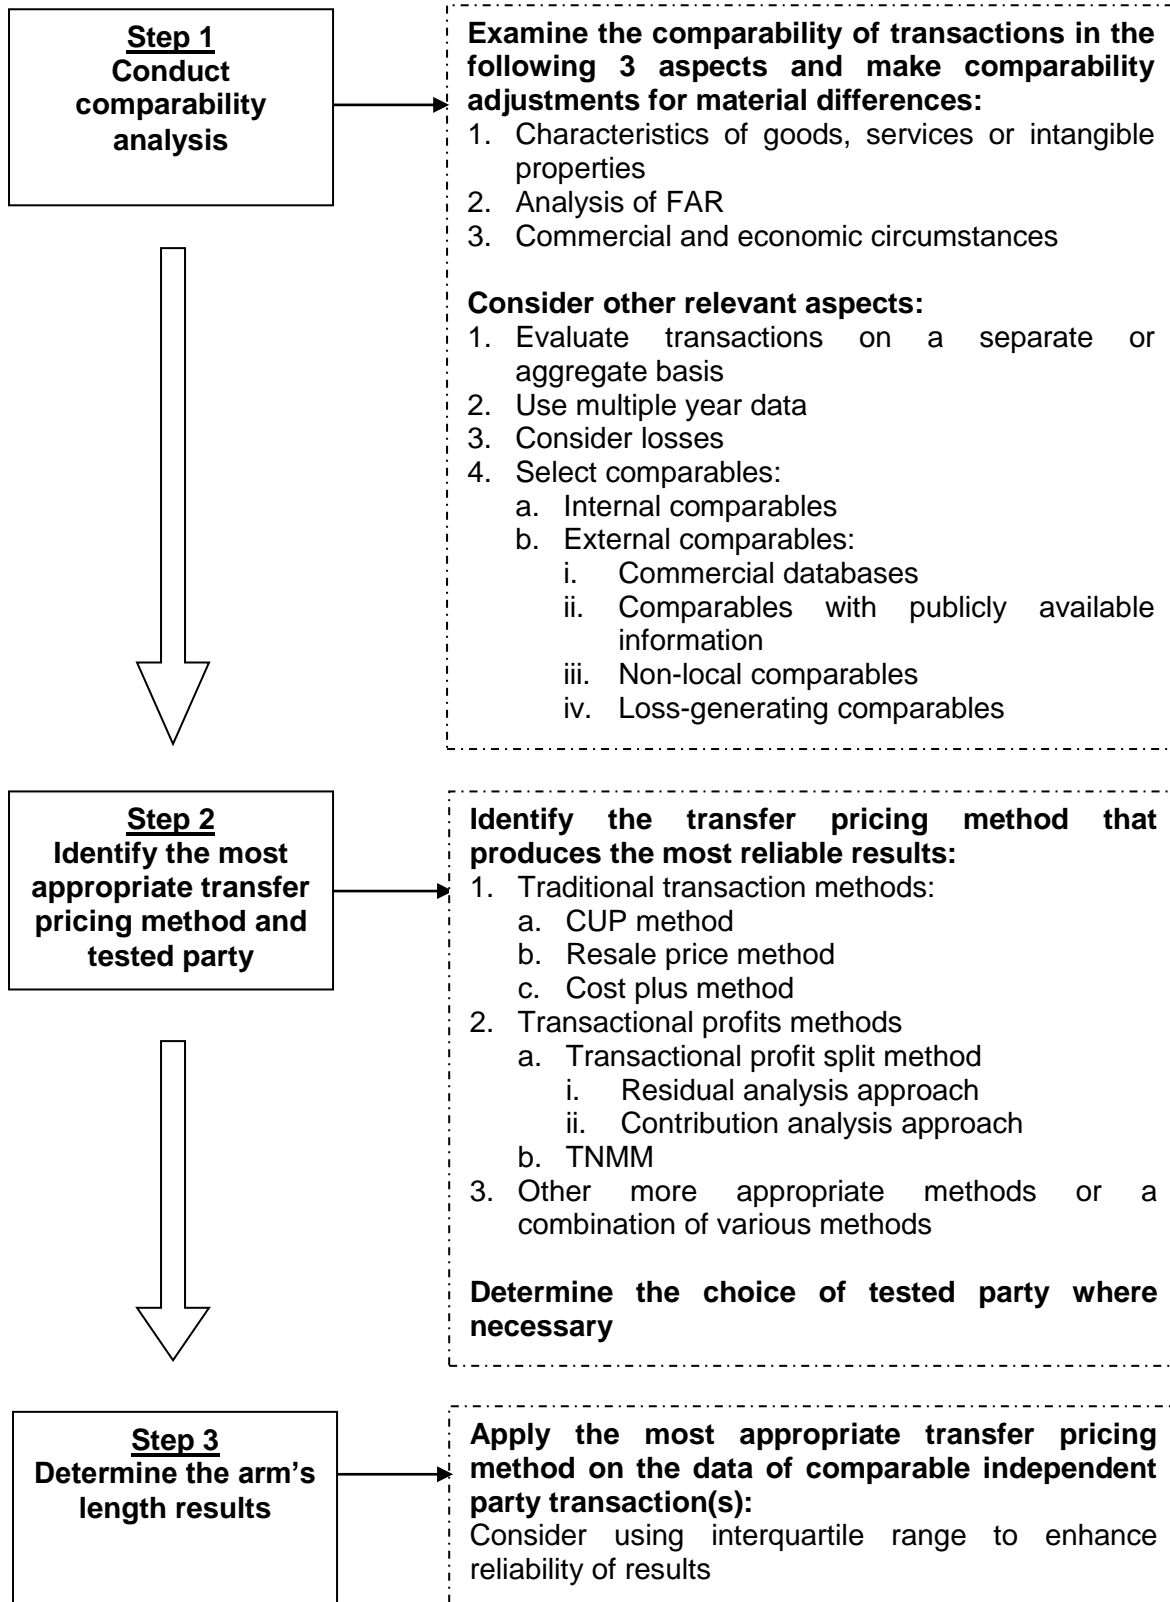 Step 1
Conduct
comparability
analysis
Examine the comparability of transactions in the
following 3 aspects and make comparability
adjustments for material differences:
1. Characteristics of goods, services or intangible
properties
2. Analysis of FAR
3. Commercial and economic circumstances
Consider other relevant aspects:
1. Evaluate transactions on a separate or
aggregate basis
2. Use multiple year data
3. Consider losses
4. Select comparables:
a. Internal comparables
b. External comparables:
i. Commercial databases
ii. Comparables with publicly available
information
iii. Non-local comparables
iv. Loss-generating comparables
Step 2
Identify the most
appropriate transfer
pricing method and
tested party
Identify the transfer pricing method that
produces the most reliable results:
1. Traditional transaction methods:
a. CUP method
b. Resale price method
c. Cost plus method
2. Transactional profits methods
a. Transactional profit split method
i. Residual analysis approach
ii. Contribution analysis approach
b. TNMM
3. Other more appropriate methods or a
combination of various methods
Determine the choice of tested party where
necessary
Step 3
Determine the arm's
length results
Apply the most appropriate transfer pricing
method on the data of comparable independent
party transaction(s):
Consider using interquartile range to enhance
reliability of results